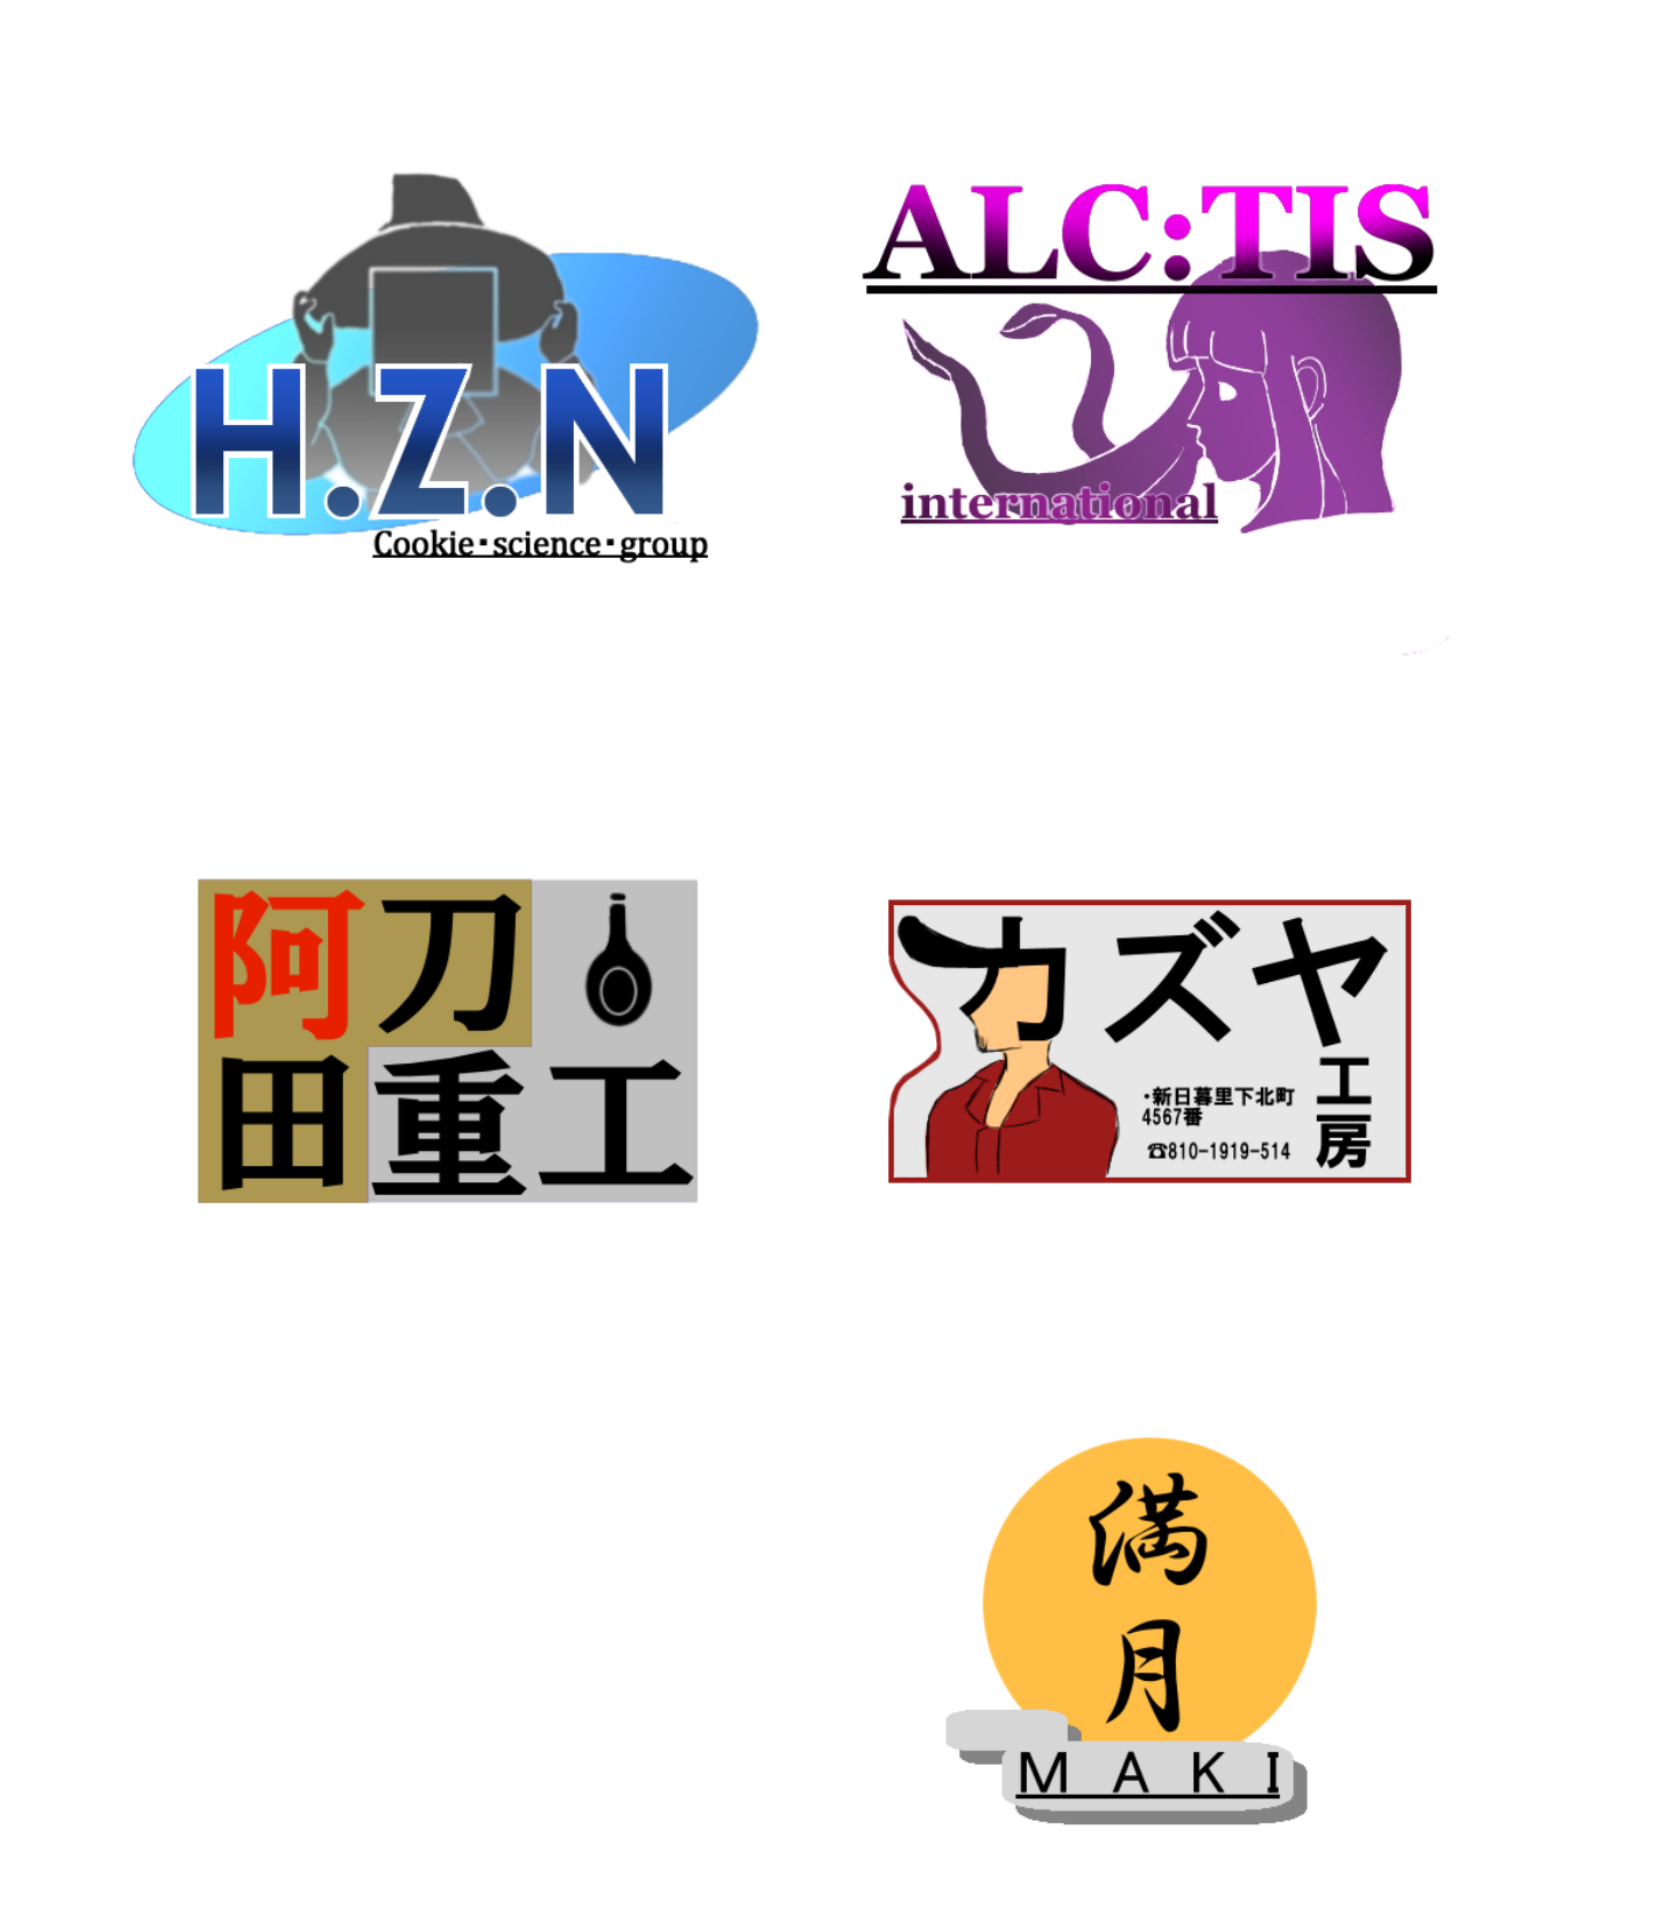 H.Z.N
Cookie・science・group
ALC:TIS
international
阿刀
田重工
カズヤ
工房
・新日暮里下北町
4567番
☎810-1919-514
満月
MAKI